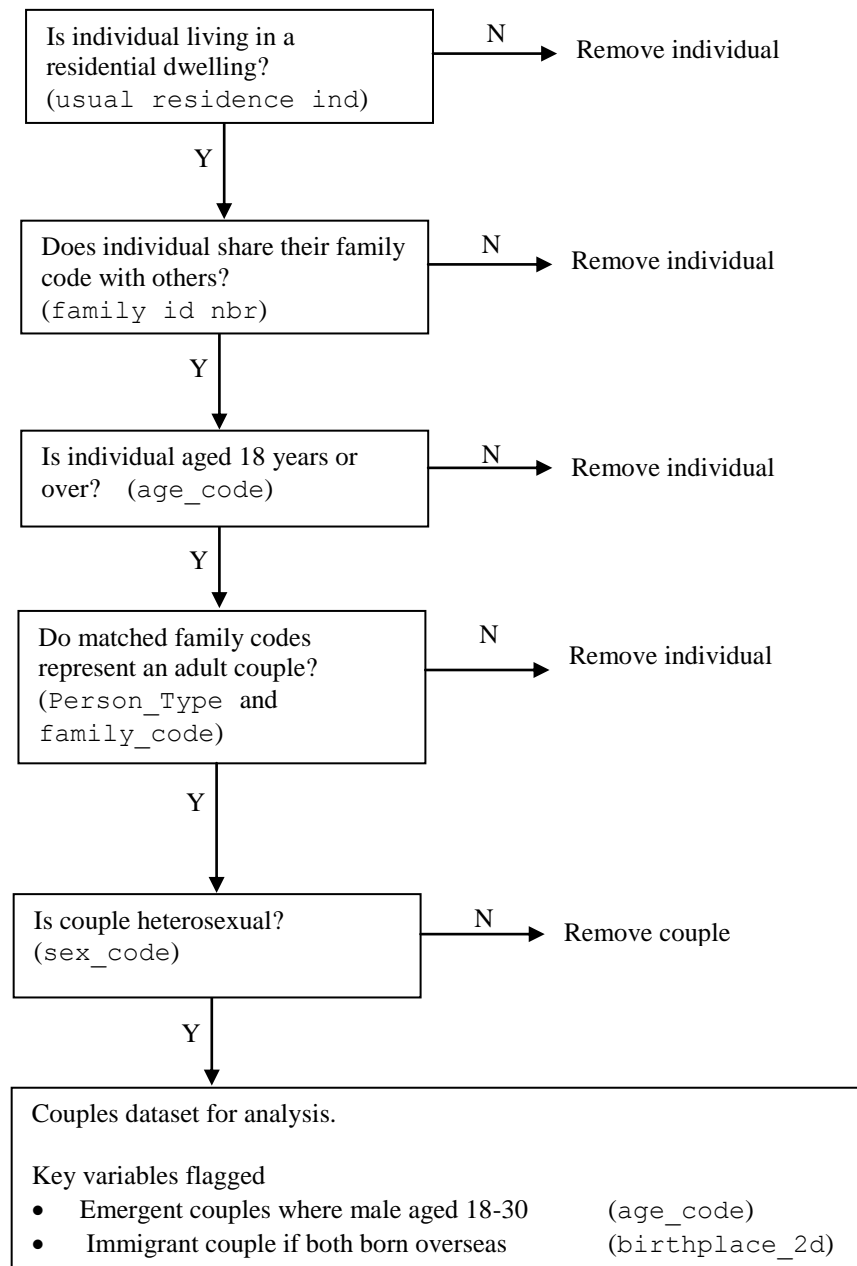 Is individual living in a
residential dwelling?
(usual residence ind)
N
Remove individual
Y
Does individual share their family
code with others?
(family id nbr)
N
Remove individual
Y
Is individual aged 18 years or
over? (age_code)
N
Remove individual
Y
Do matched family codes
represent an adult couple?
(Person_Type and
family_code)
N
Remove individual
Y
Is couple heterosexual?
(sex_code)
N
Remove couple
Y
Couples dataset for analysis.
Key variables flagged
• Emergent couples where male aged 18-30 (age_code)
• Immigrant couple if both born overseas (birthplace_2d)